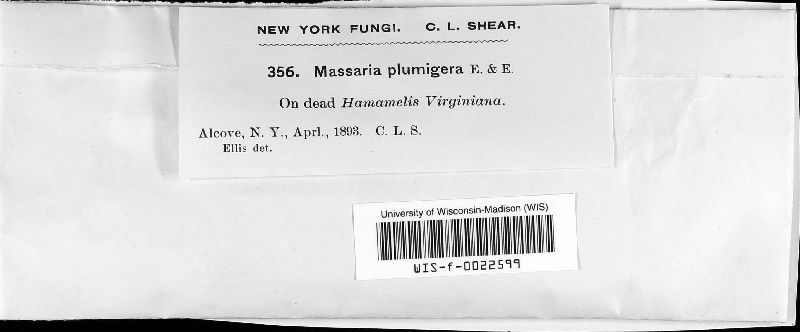 NEW YORK FUNGI. C. L. SHEAR.
356. Massaria plumigera E. & E.
On dead Hamamelis Virginiana.
Alcove, N. Y., Aprl., 1893. C. L. S.
Ellis det.
University of Wisconsin-Madison (WIS)
WIS-f-0022599